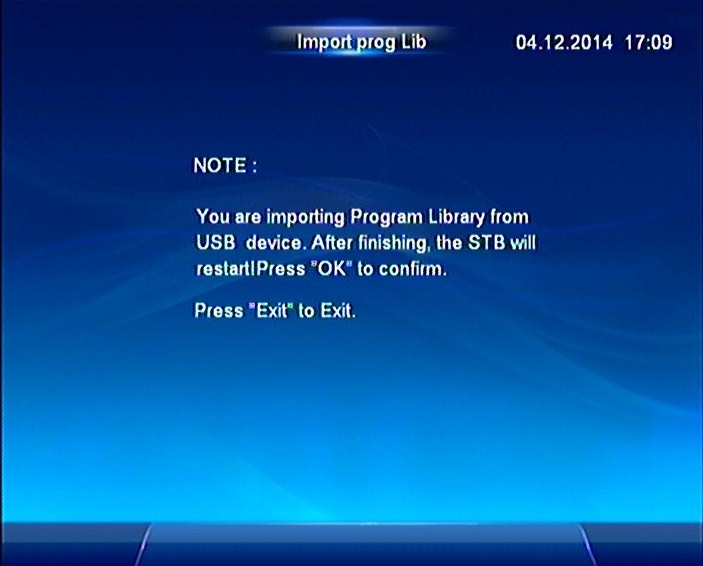 Import prog Lib
04.12.2014 17:09
NOTE :
You are importing Program Library from
USB device. After finishing, the STB will
restart!Press "OK" to confirm.
Press "Exit" to Exit.